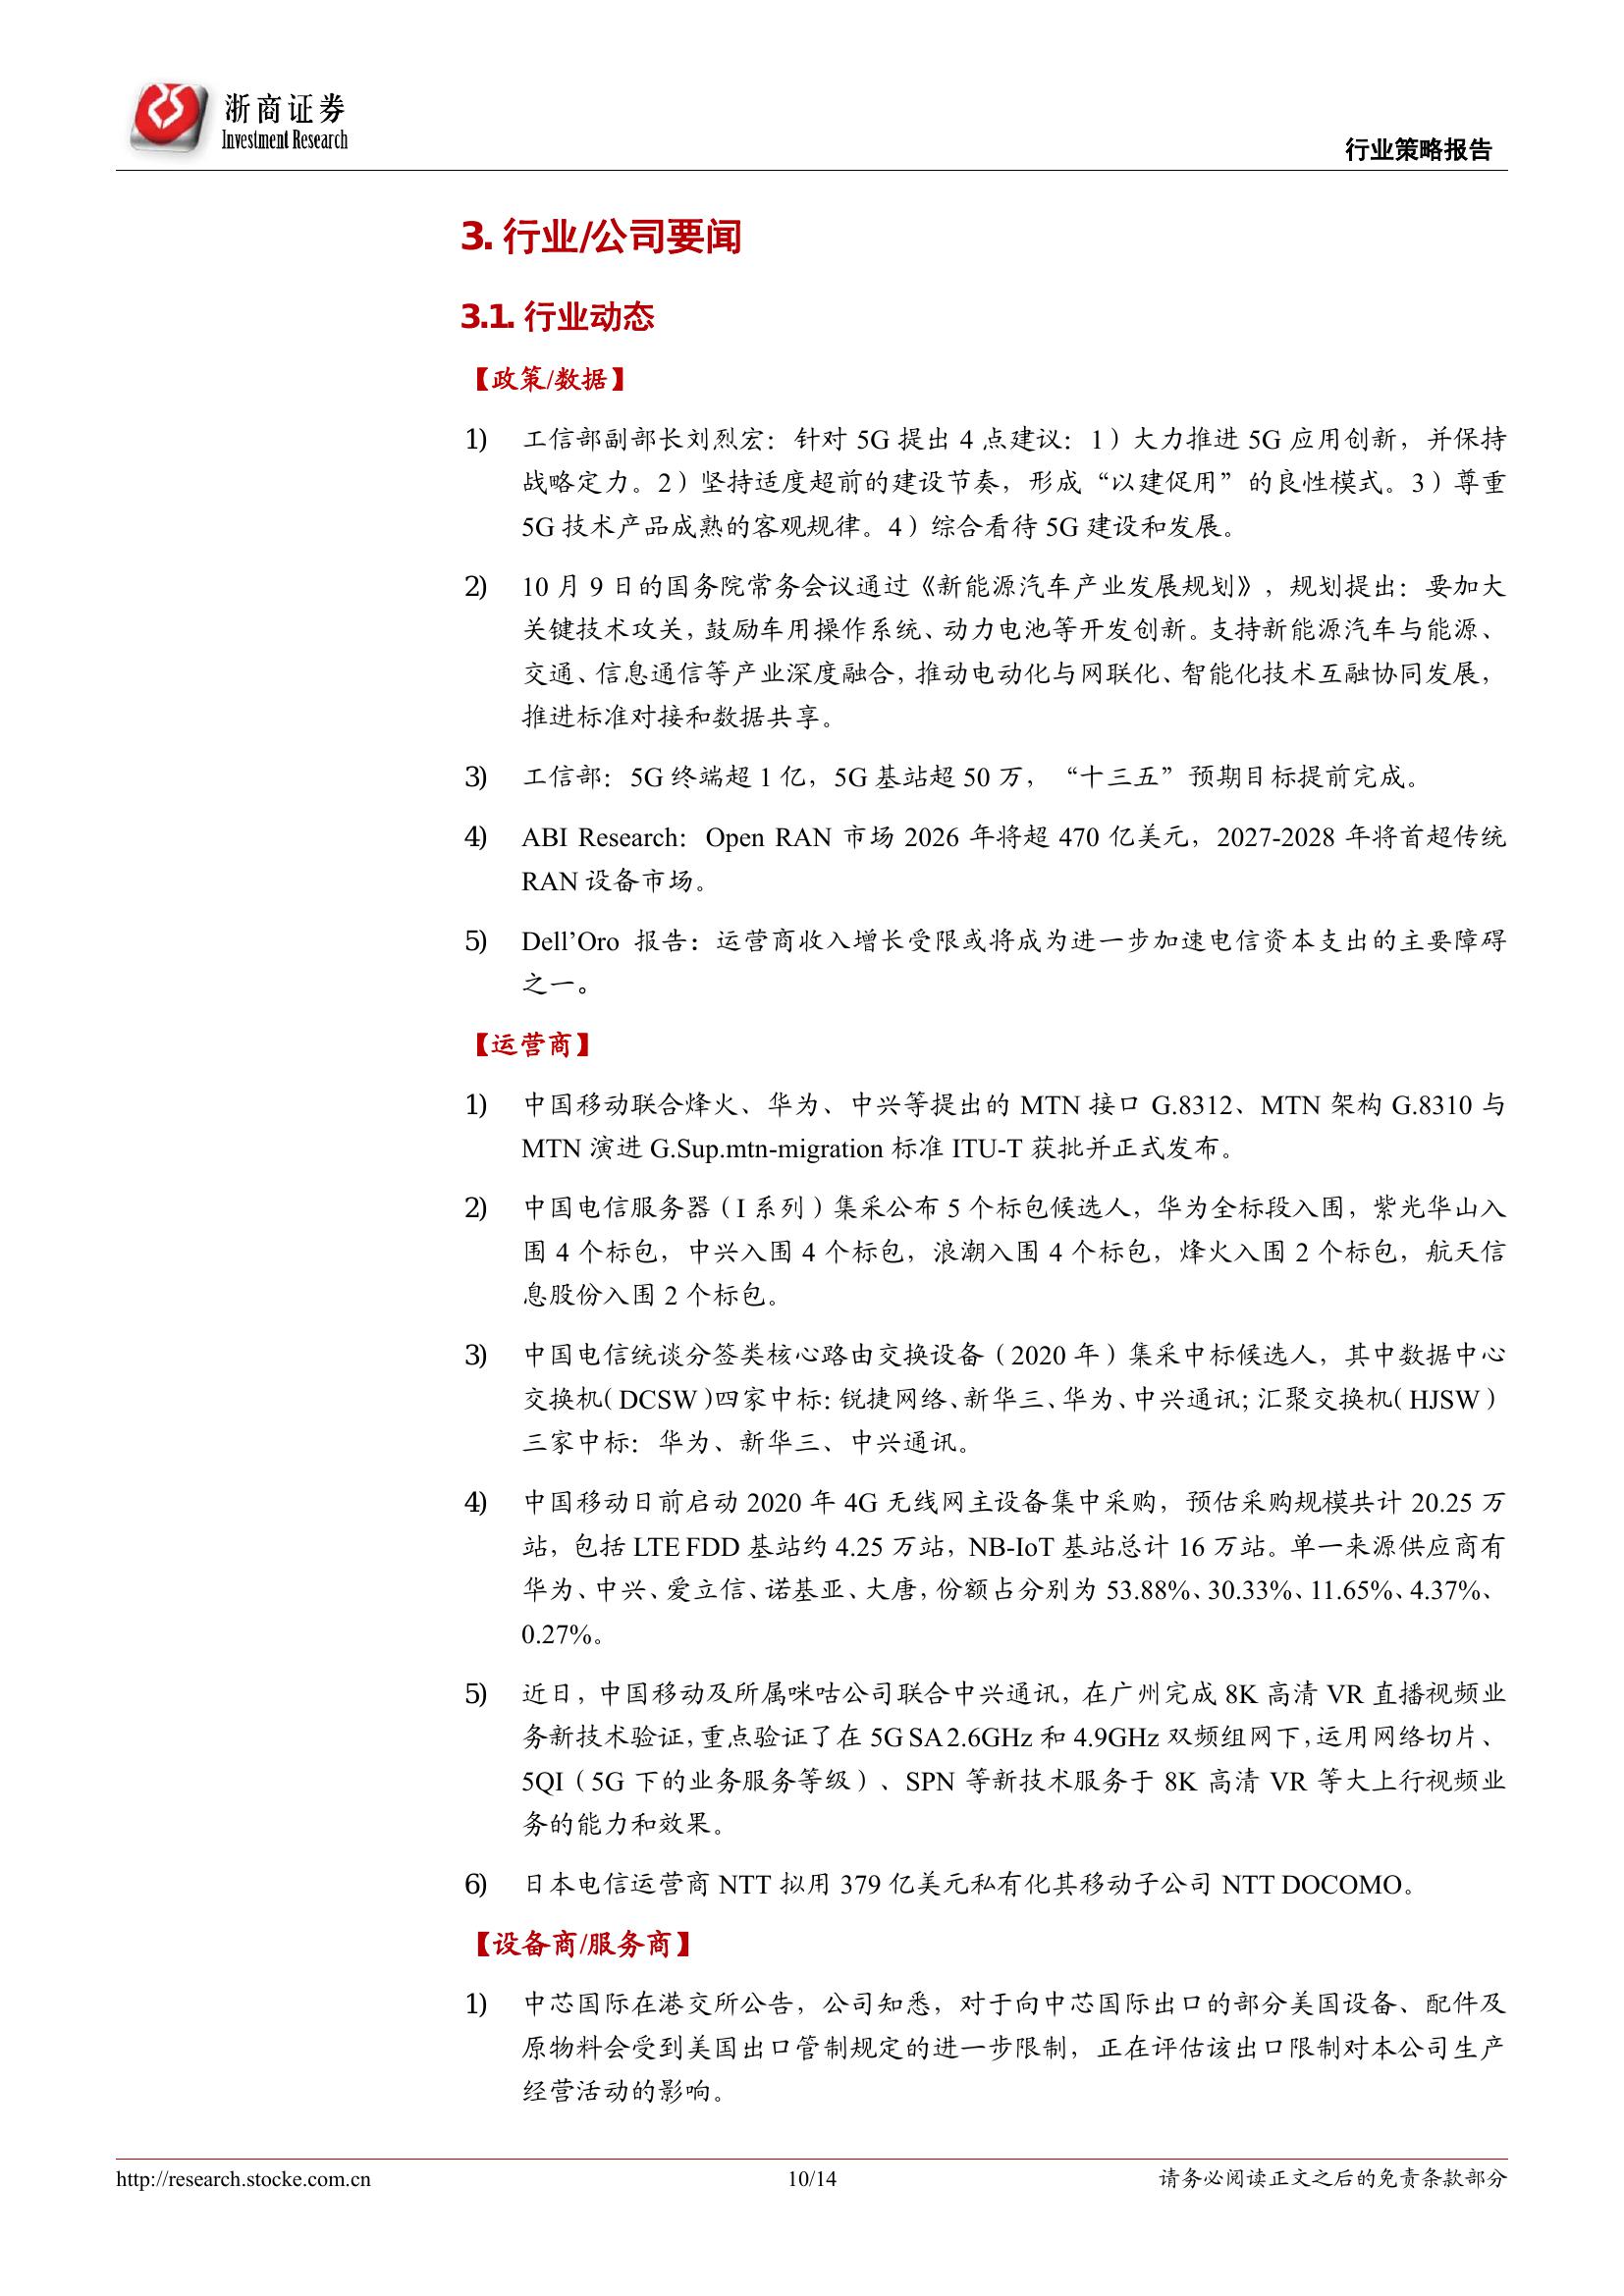 浙商证券
Investment Research
行业策略报告
3. 行业/公司要闻
3.1. 行业动态
【政策/数据】
1) 工信部副部长刘烈宏：针对 5G 提出 4 点建议：1）大力推进 5G 应用创新，并保持
战略定力。2）坚持适度超前的建设节奏，形成“以建促用”的良性模式。3）尊重
5G 技术产品成熟的客观规律。4）综合看待 5G 建设和发展。
2) 10 月 9 日的国务院常务会议通过《新能源汽车产业发展规划》，规划提出：要加大
关键技术攻关，鼓励车用操作系统、动力电池等开发创新。支持新能源汽车与能源、
交通、信息通信等产业深度融合，推动电动化与网联化、智能化技术互融协同发展，
推进标准对接和数据共享。
3) 工信部：5G 终端超 1 亿，5G 基站超 50 万，“十三五”预期目标提前完成。
4) ABI Research：Open RAN 市场 2026 年将超 470 亿美元，2027-2028 年将首超传统
RAN 设备市场。
5) Dell’Oro 报告：运营商收入增长受限或将成为进一步加速电信资本支出的主要障碍
之一。
【运营商】
1) 中国移动联合烽火、华为、中兴等提出的 MTN 接口 G.8312、MTN 架构 G.8310 与
MTN 演进 G.Sup.mtn-migration 标准 ITU-T 获批并正式发布。
2) 中国电信服务器（I 系列）集采公布 5 个标包候选人，华为全标段入围，紫光华山入
围 4 个标包，中兴入围 4 个标包，浪潮入围 4 个标包，烽火入围 2 个标包，航天信
息股份入围 2 个标包。
3) 中国电信统谈分签类核心路由交换设备（2020 年）集采中标候选人，其中数据中心
交换机（DCSW）四家中标：锐捷网络、新华三、华为、中兴通讯；汇聚交换机（HJSW）
三家中标：华为、新华三、中兴通讯。
4) 中国移动日前启动 2020 年 4G 无线网主设备集中采购，预估采购规模共计 20.25 万
站，包括 LTE FDD 基站约 4.25 万站，NB-IoT 基站总计 16 万站。单一来源供应商有
华为、中兴、爱立信、诺基亚、大唐，份额占分别为 53.88%、30.33%、11.65%、4.37%、
0.27%。
5) 近日，中国移动及所属咪咕公司联合中兴通讯，在广州完成 8K 高清 VR 直播视频业
务新技术验证，重点验证了在 5G SA 2.6GHz 和 4.9GHz 双频组网下，运用网络切片、
5QI（5G 下的业务服务等级）、SPN 等新技术服务于 8K 高清 VR 等大上行视频业
务的能力和效果。
6) 日本电信运营商 NTT 拟用 379 亿美元私有化其移动子公司 NTT DOCOMO。
【设备商/服务商】
1) 中芯国际在港交所公告，公司知悉，对于向中芯国际出口的部分美国设备、配件及
原物料会受到美国出口管制规定的进一步限制，正在评估该出口限制对本公司生产
经营活动的影响。
http://research.stocke.com.cn 10/14 请务必阅读正文之后的免责条款部分